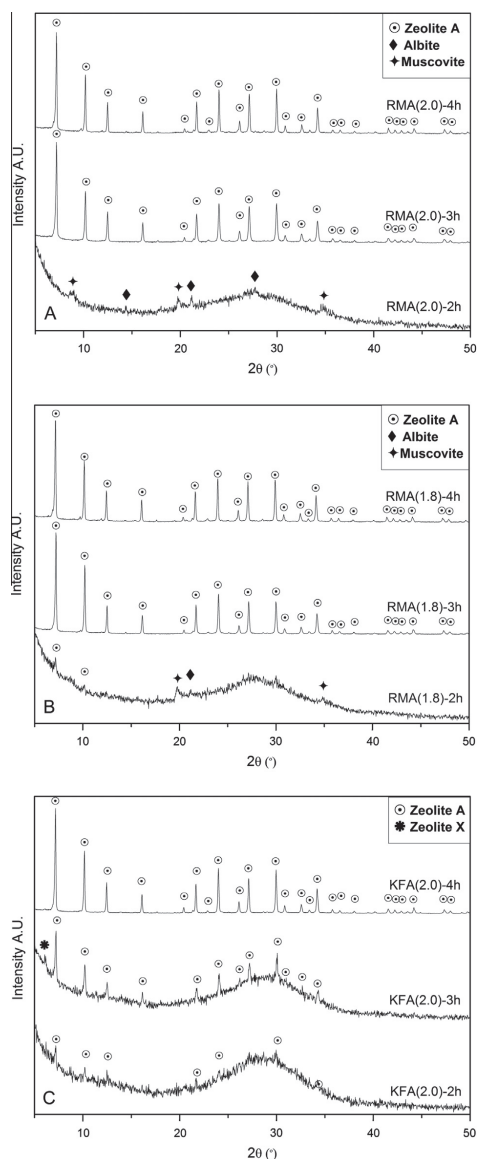 Zeolite A
Albite
Muscovite
RMA(2.0)-4h
RMA(2.0)-3h
RMA(2.0)-2h
Intensity A.U.
A
10 20 30 40 50
2θ (°)
Zeolite A
Albite
Muscovite
RMA(1.8)-4h
RMA(1.8)-3h
RMA(1.8)-2h
Intensity A.U.
B
10 20 30 40 50
2θ (°)
Zeolite A
Zeolite X
KFA(2.0)-4h
KFA(2.0)-3h
KFA(2.0)-2h
Intensity A.U.
C
10 20 30 40 50
2θ (°)